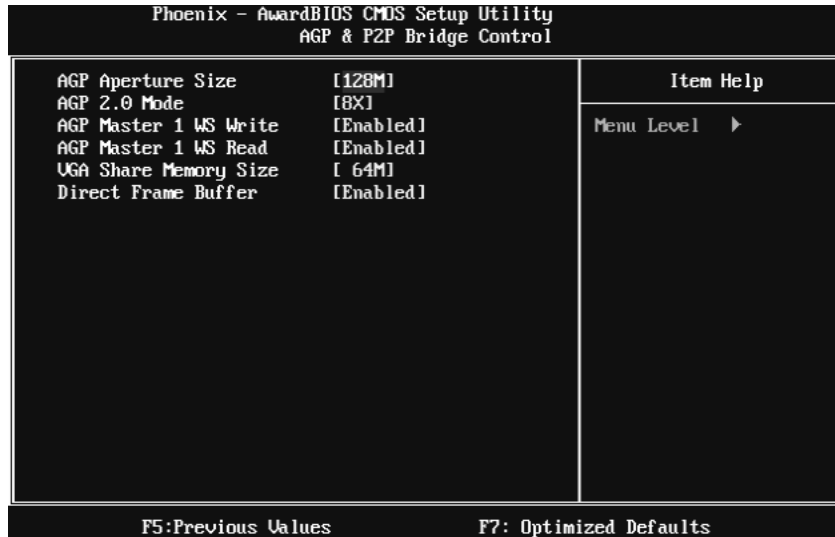 Phoenix - AwardBIOS CMOS Setup Utility
AGP & P2P Bridge Control
AGP Aperture Size [128M]
AGP 2.0 Mode [8X]
AGP Master 1 WS Write [Enabled]
AGP Master 1 WS Read [Enabled]
VGA Share Memory Size [ 64M]
Direct Frame Buffer [Enabled]
Item Help
Menu Level
F5:Previous Values F7: Optimized Defaults